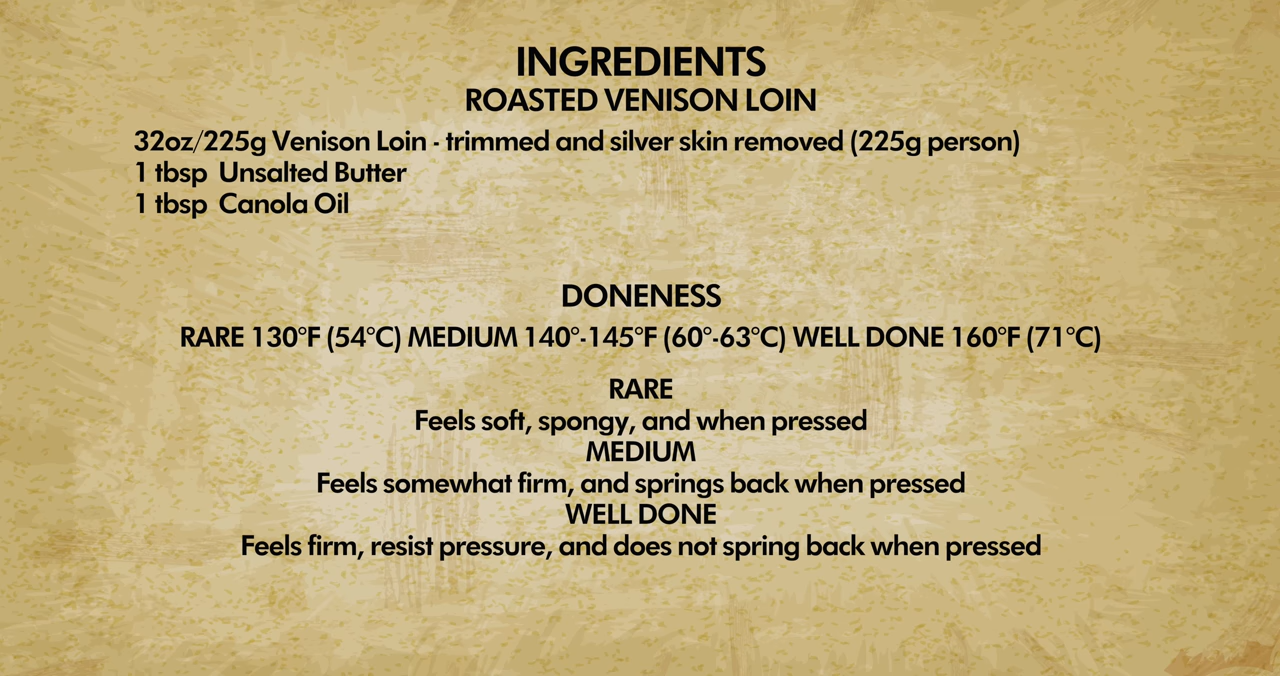 INGREDIENTS
ROASTED VENISON LOIN
32oz/225g Venison Loin - trimmed and silver skin removed (225g person)
1 tbsp Unsalted Butter
1 tbsp Canola Oil
DONENESS
RARE 130°F (54°C) MEDIUM 140°-145°F (60°-63°C) WELL DONE 160°F (71°C)
RARE
Feels soft, spongy, and when pressed
MEDIUM
Feels somewhat firm, and springs back when pressed
WELL DONE
Feels firm, resist pressure, and does not spring back when pressed